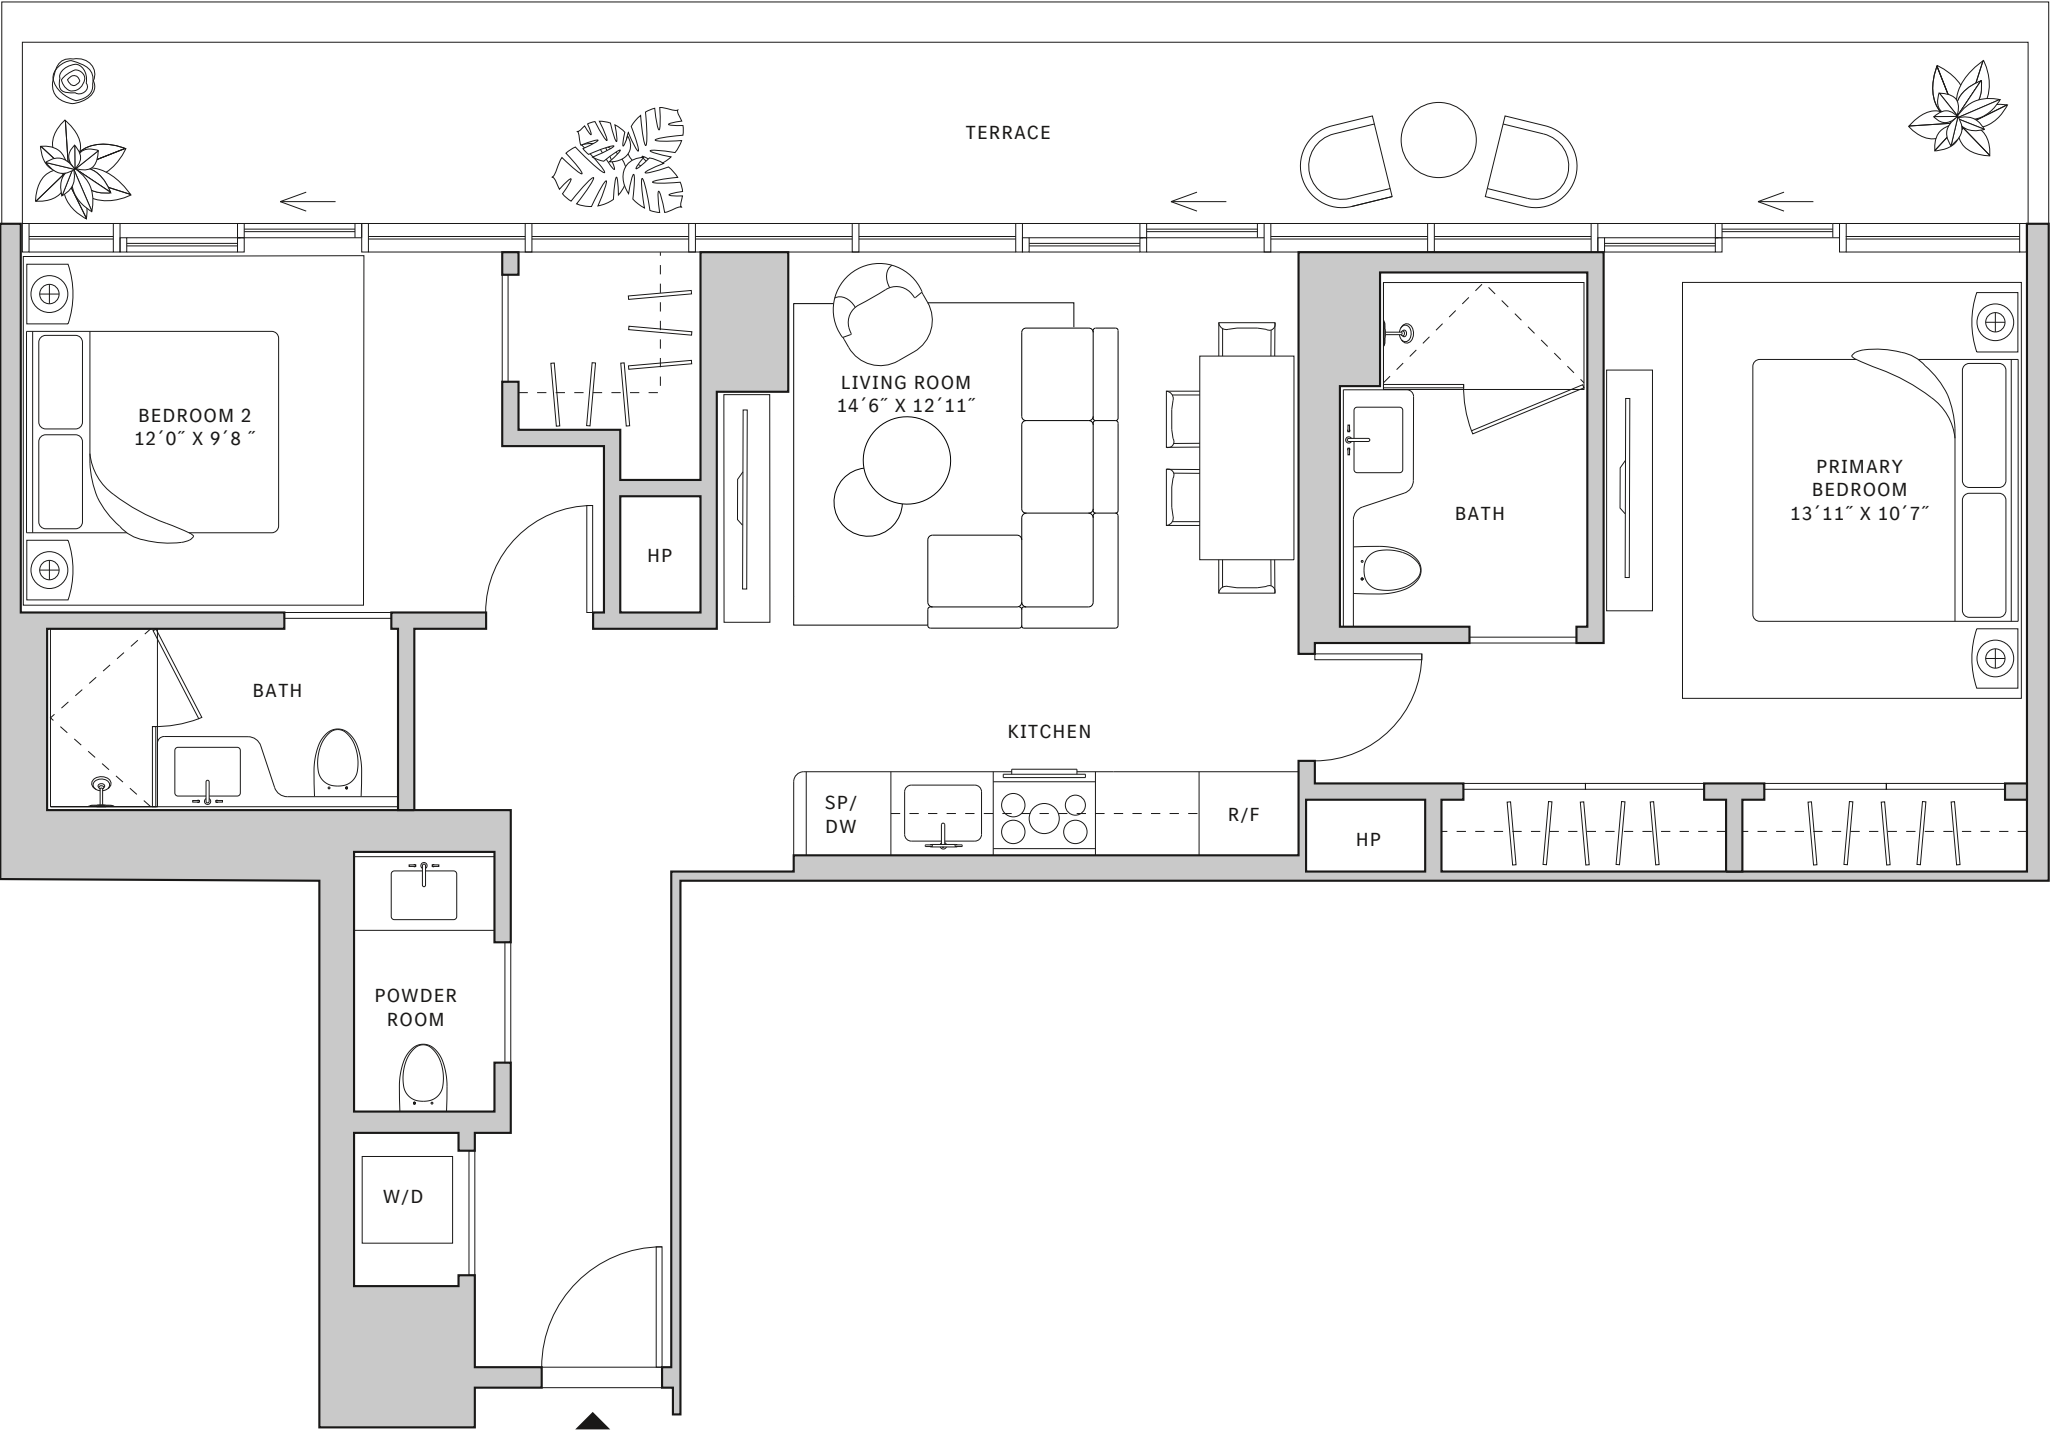 TERRACE
BEDROOM 2
12´0˝ X 9´8 ˝
LIVING ROOM
14´6˝ X 12´11˝
PRIMARY
BEDROOM
13´11˝ X 10´7˝
BATH
HP
BATH
KITCHEN
SP/
DW
R/F
HP
POWDER
ROOM
W/D